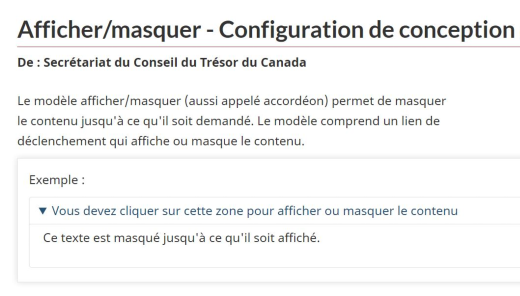 Afficher/masquer - Configuration de conception
De : Secrétariat du Conseil du Trésor du Canada
Le modèle afficher/masquer (aussi appelé accordéon) permet de masquer
le contenu jusqu'à ce qu'il soit demandé. Le modèle comprend un lien de
déclenchement qui affiche ou masque le contenu.
Exemple :
▼ Vous devez cliquer sur cette zone pour afficher ou masquer le contenu
Ce texte est masqué jusqu'à ce qu'il soit affiché.